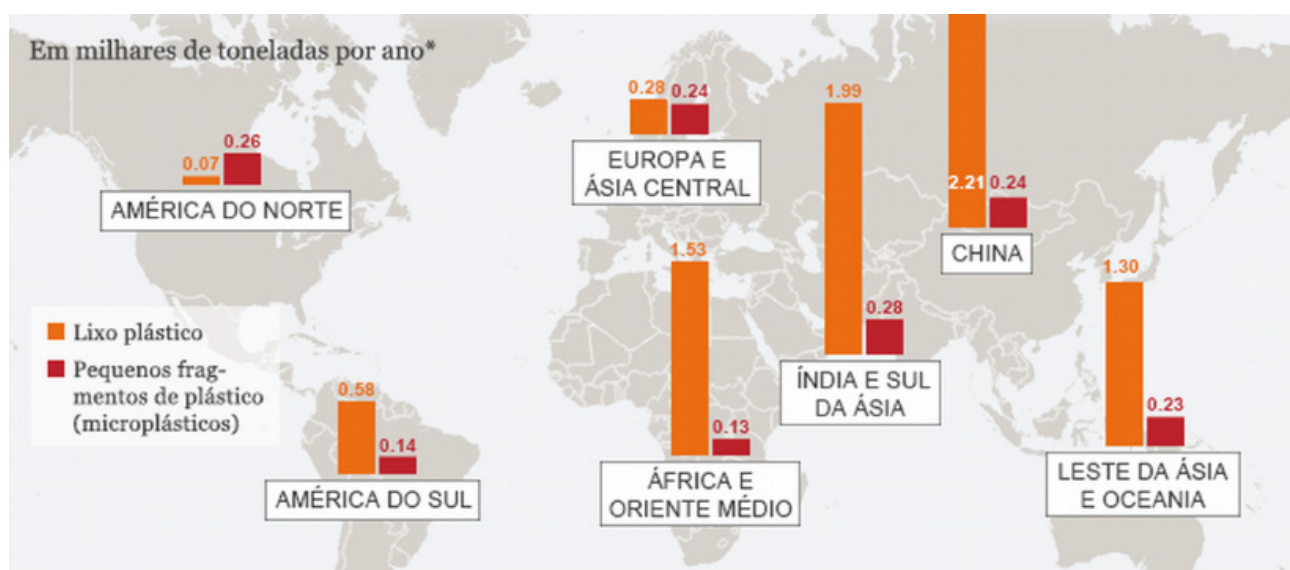 Em milhares de toneladas por ano*
0.07
0.26
AMÉRICA DO NORTE
Lixo plástico
Pequenos frag-
mentos de plástico
(microplásticos)
0.58
0.14
AMÉRICA DO SUL
0.28
0.24
EUROPA E
ÁSIA CENTRAL
1.53
0.13
ÁFRICA E
ORIENTE MÉDIO
1.99
0.28
ÍNDIA E SUL
DA ÁSIA
2.21
0.24
CHINA
1.30
0.23
LESTE DA ÁSIA
E OCEANIA